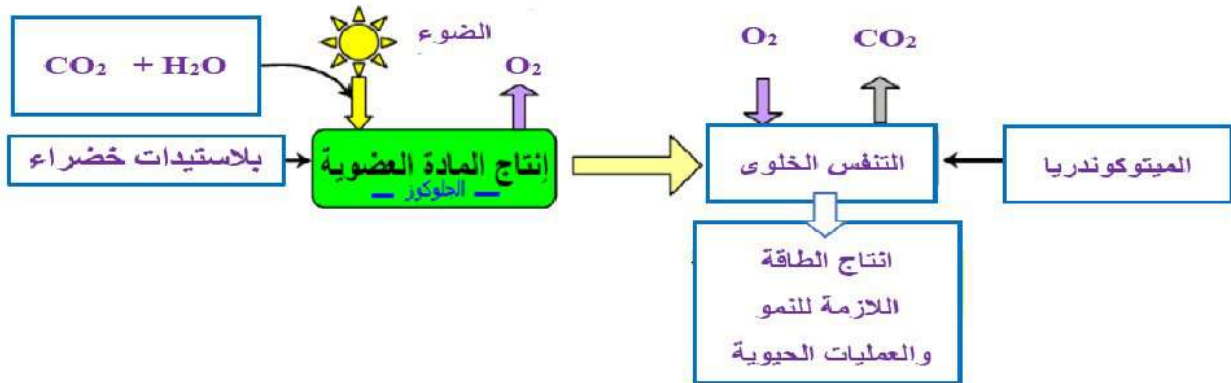 الضوء
CO₂ + H₂O
O₂
O₂
CO₂
بلاستيدات خضراء
إنتاج المادة العضوية
الجلوكوز
التنفس الخلوى
الميتوكوندريا
انتاج الطاقة
اللازمة للنمو
والعمليات الحيوية